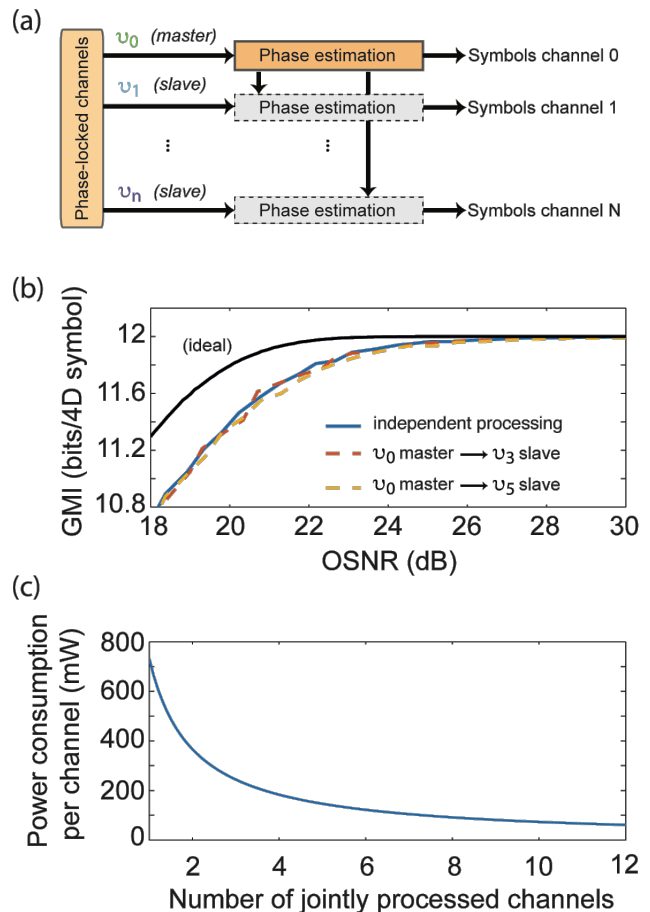 (a)
Phase-locked channels
υ0 (master)
Phase estimation
Symbols channel 0
υ1 (slave)
Phase estimation
Symbols channel 1
...
...
υn (slave)
Phase estimation
Symbols channel N
(b)
GMI (bits/4D symbol)
12
11.6
11.2
10.8
(ideal)
independent processing
υ0 master → υ3 slave
υ0 master → υ5 slave
18 20 22 24 26 28 30
OSNR (dB)
(c)
Power consumption
per channel (mW)
800
600
400
200
0
2 4 6 8 10 12
Number of jointly processed channels